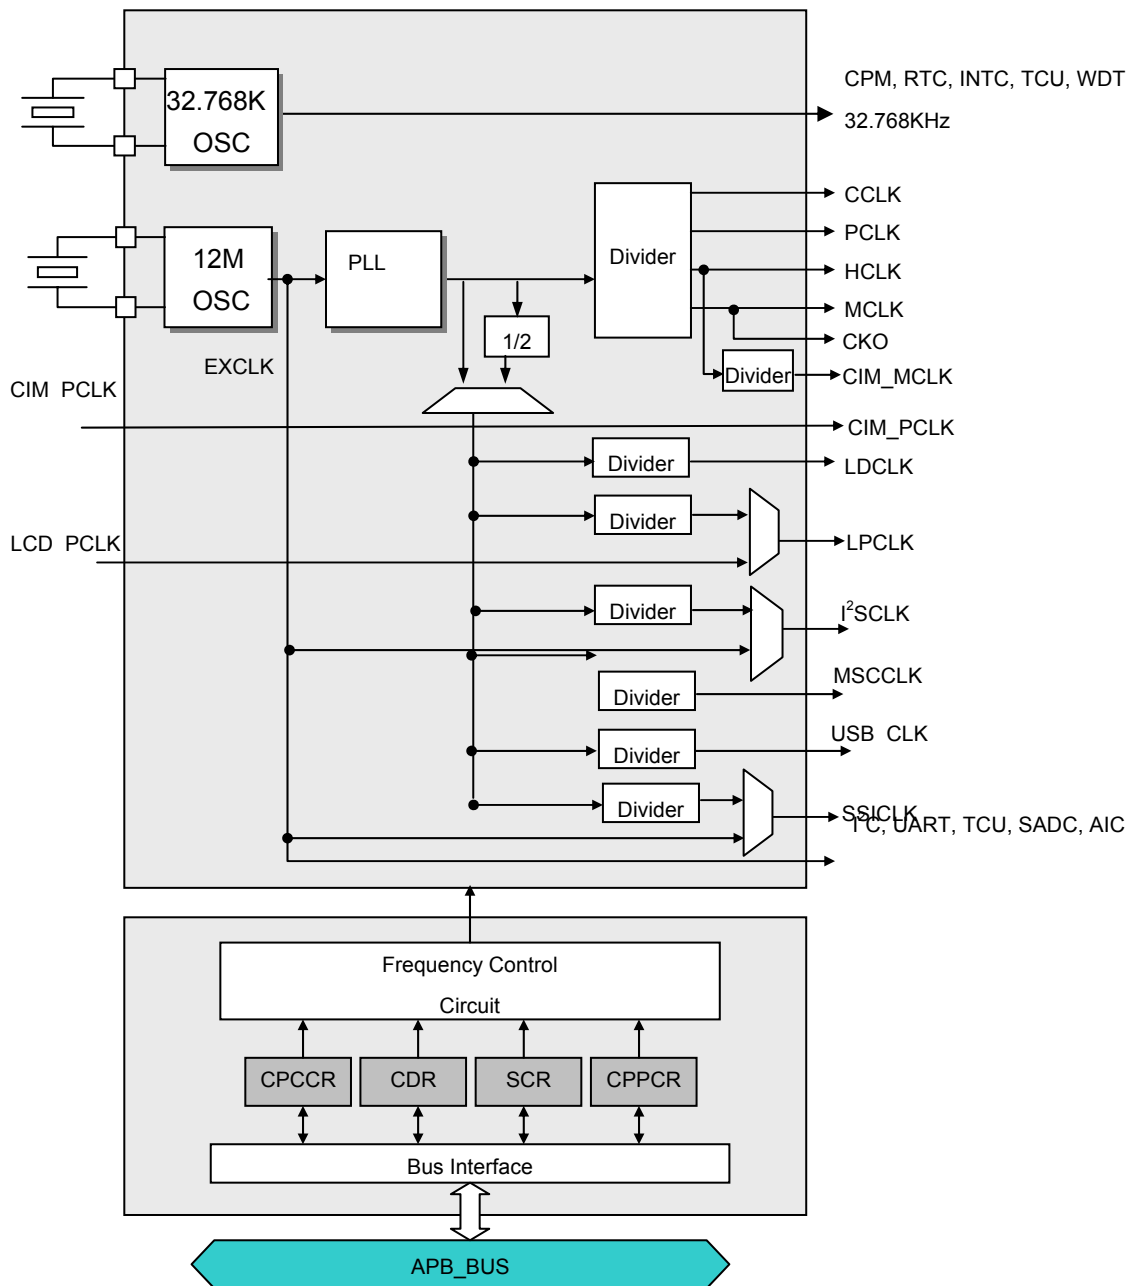 CPM, RTC, INTC, TCU, WDT
32.768K
OSC
32.768KHz
CCLK
PCLK
12M
OSC
PLL
Divider
HCLK
MCLK
1/2
CKO
EXCLK
Divider
CIM_MCLK
CIM PCLK
CIM_PCLK
Divider
LDCLK
Divider
LCD PCLK
LPCLK
Divider
I²SCLK
MSCCLK
Divider
USB CLK
Divider
Divider
SSICLK
UART, TCU, SADC, AIC
Frequency Control
Circuit
CPCCR
CDR
SCR
CPPCR
Bus Interface
APB_BUS